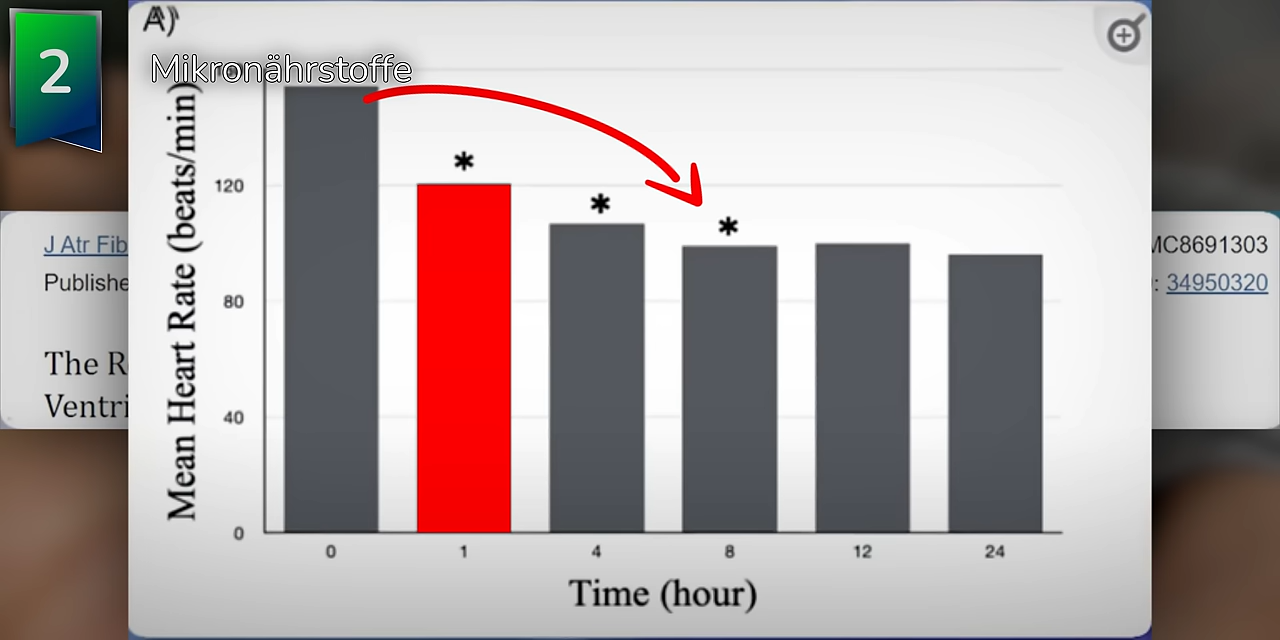 A)
2
Mikronährstoffe
Mean Heart Rate (beats/min)
120
80
40
0
*
*
*
0 1 4 8 12 24
Time (hour)
J Atr Fib
Publishe
The R
Ventri
MC8691303
: 34950320